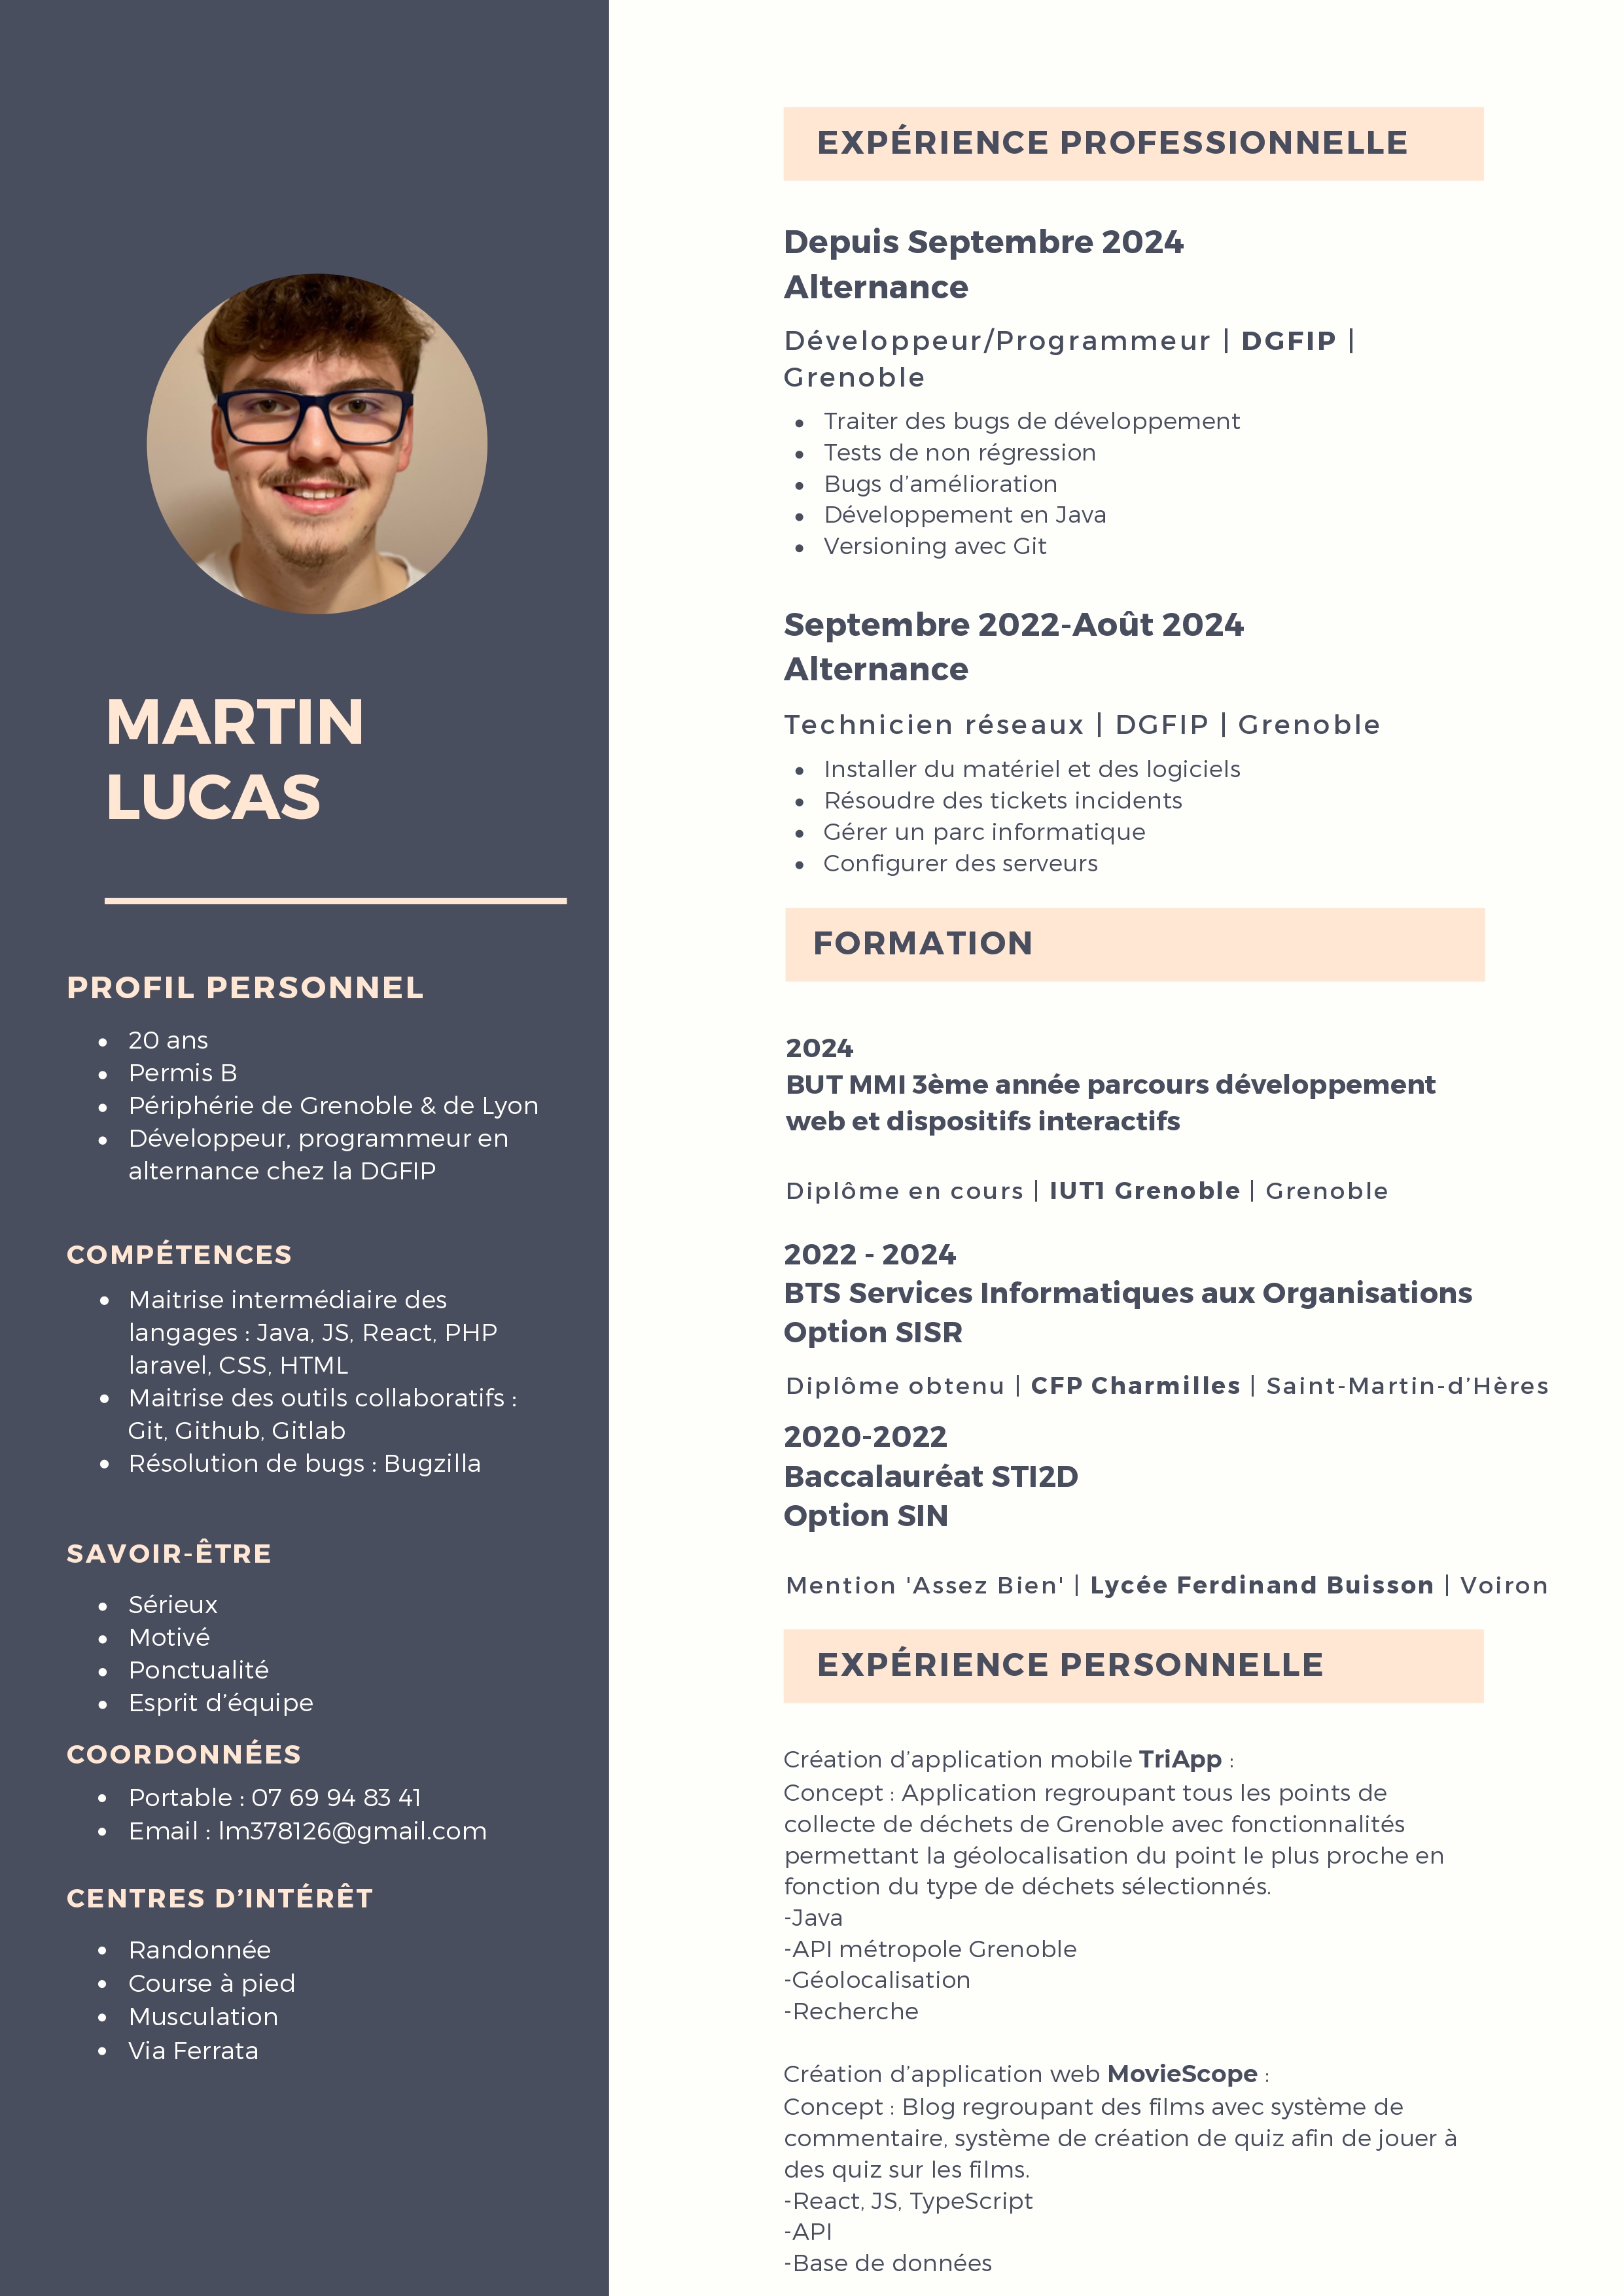 MARTIN
LUCAS
PROFIL PERSONNEL
20 ans
Permis B
Périphérie de Grenoble & de Lyon
Développeur, programmeur en
alternance chez la DGFIP
COMPÉTENCES
Maitrise intermédiaire des
langages : Java, JS, React, PHP
laravel, CSS, HTML
Maitrise des outils collaboratifs :
Git, Github, Gitlab
Résolution de bugs : Bugzilla
SAVOIR-ÊTRE
Sérieux
Motivé
Ponctualité
Esprit d’équipe
COORDONNÉES
Portable : 07 69 94 83 41
Email : lm378126@gmail.com
CENTRES D’INTÉRÊT
Randonnée
Course à pied
Musculation
Via Ferrata
EXPÉRIENCE PROFESSIONNELLE
Depuis Septembre 2024
Alternance
Développeur/Programmeur | DGFIP |
Grenoble
Traiter des bugs de développement
Tests de non régression
Bugs d’amélioration
Développement en Java
Versioning avec Git
Septembre 2022-Août 2024
Alternance
Technicien réseaux | DGFIP | Grenoble
Installer du matériel et des logiciels
Résoudre des tickets incidents
Gérer un parc informatique
Configurer des serveurs
FORMATION
2024
BUT MMI 3ème année parcours développement
web et dispositifs interactifs
Diplôme en cours | IUT1 Grenoble | Grenoble
2022 - 2024
BTS Services Informatiques aux Organisations
Option SISR
Diplôme obtenu | CFP Charmilles | Saint-Martin-d’Hères
2020-2022
Baccalauréat STI2D
Option SIN
Mention 'Assez Bien' | Lycée Ferdinand Buisson | Voiron
EXPÉRIENCE PERSONNELLE
Création d’application mobile TriApp :
Concept : Application regroupant tous les points de
collecte de déchets de Grenoble avec fonctionnalités
permettant la géolocalisation du point le plus proche en
fonction du type de déchets sélectionnés.
-Java
-API métropole Grenoble
-Géolocalisation
-Recherche
Création d’application web MovieScope :
Concept : Blog regroupant des films avec système de
commentaire, système de création de quiz afin de jouer à
des quiz sur les films.
-React, JS, TypeScript
-API
-Base de données